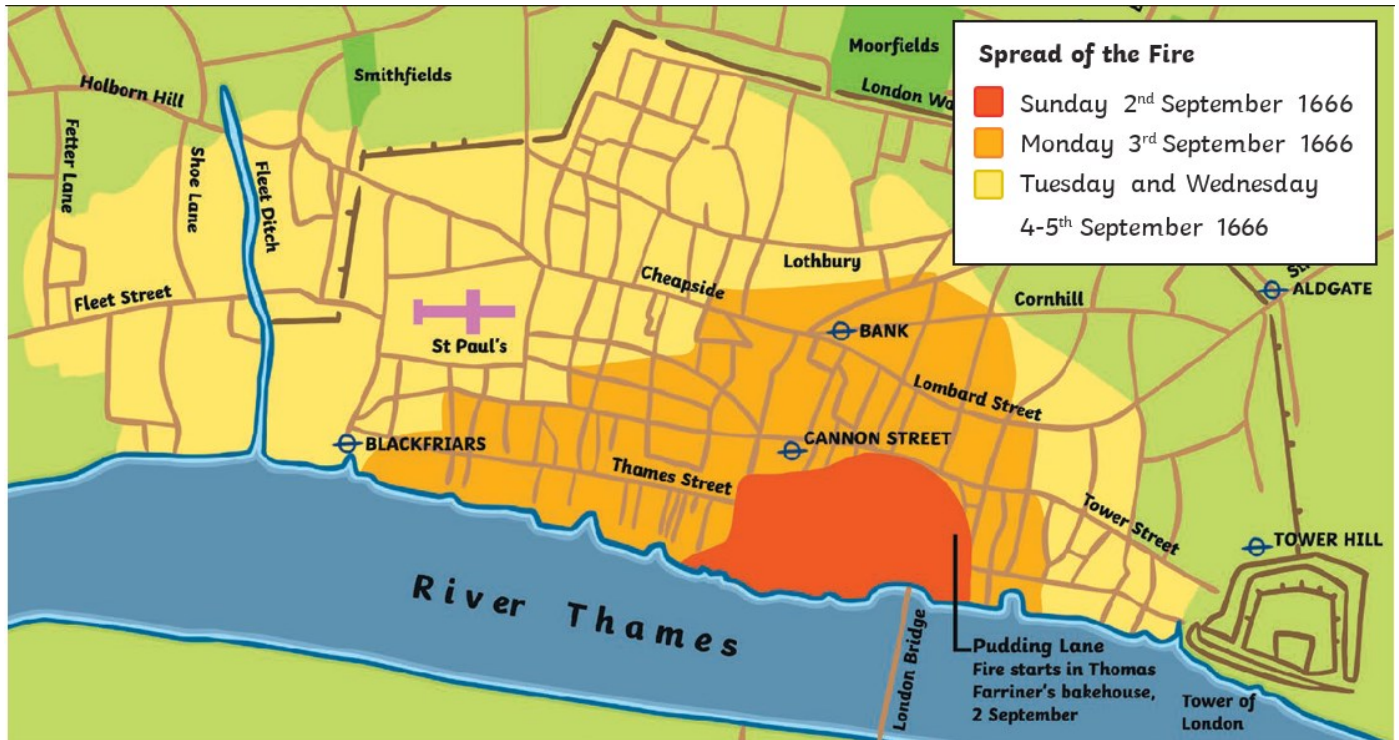 Spread of the Fire
Sunday 2nd September 1666
Monday 3rd September 1666
Tuesday and Wednesday
4-5th September 1666
Moorfields
Smithfields
Holborn Hill
London
Fetter Lane
Shoe Lane
Fleet Ditch
Lothbury
Cheapside
Cornhill
ALDGATE
Fleet Street
BANK
St Paul's
Lombard Street
BLACKFRIARS
CANNON STREET
Thames Street
Tower Street
TOWER HILL
River Thames
London Bridge
Pudding Lane
Fire starts in Thomas
Farriner's bakehouse,
2 September
Tower of
London